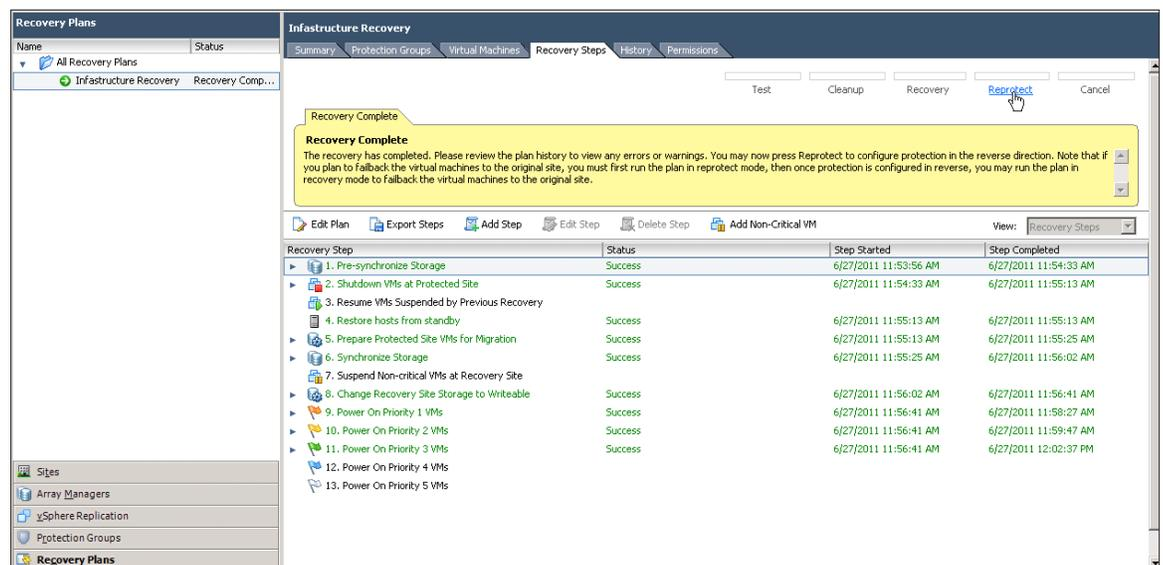 Recovery Plans
Name Status
All Recovery Plans
Infastructure Recovery Recovery Comp...
Sites
Array Managers
vSphere Replication
Protection Groups
Recovery Plans
Infastructure Recovery
Summary Protection Groups Virtual Machines Recovery Steps History Permissions
Test Cleanup Recovery Reprotect Cancel
Recovery Complete
Recovery Complete
The recovery has completed. Please review the plan history to view any errors or warnings. You may now press Reprotect to configure protection in the reverse direction. Note that if
you plan to failback the virtual machines to the original site, you must first run the plan in reprotect mode, then once protection is configured in reverse, you may run the plan in
recovery mode to failback the virtual machines to the original site.
Edit Plan Export Steps Add Step Edit Step Delete Step Add Non-Critical VM View: Recovery Steps
Recovery Step Status Step Started Step Completed
1. Pre-synchronize Storage Success 6/27/2011 11:53:56 AM 6/27/2011 11:54:33 AM
2. Shutdown VMs at Protected Site Success 6/27/2011 11:54:33 AM 6/27/2011 11:55:13 AM
3. Resume VMs Suspended by Previous Recovery
4. Restore hosts from standby Success 6/27/2011 11:55:13 AM 6/27/2011 11:55:13 AM
5. Prepare Protected Site VMs for Migration Success 6/27/2011 11:55:13 AM 6/27/2011 11:55:25 AM
6. Synchronize Storage Success 6/27/2011 11:55:25 AM 6/27/2011 11:56:02 AM
7. Suspend Non-critical VMs at Recovery Site
8. Change Recovery Site Storage to Writeable Success 6/27/2011 11:56:02 AM 6/27/2011 11:56:41 AM
9. Power On Priority 1 VMs Success 6/27/2011 11:56:41 AM 6/27/2011 11:58:27 AM
10. Power On Priority 2 VMs Success 6/27/2011 11:56:41 AM 6/27/2011 11:59:47 AM
11. Power On Priority 3 VMs Success 6/27/2011 11:56:41 AM 6/27/2011 12:02:37 PM
12. Power On Priority 4 VMs
13. Power On Priority 5 VMs